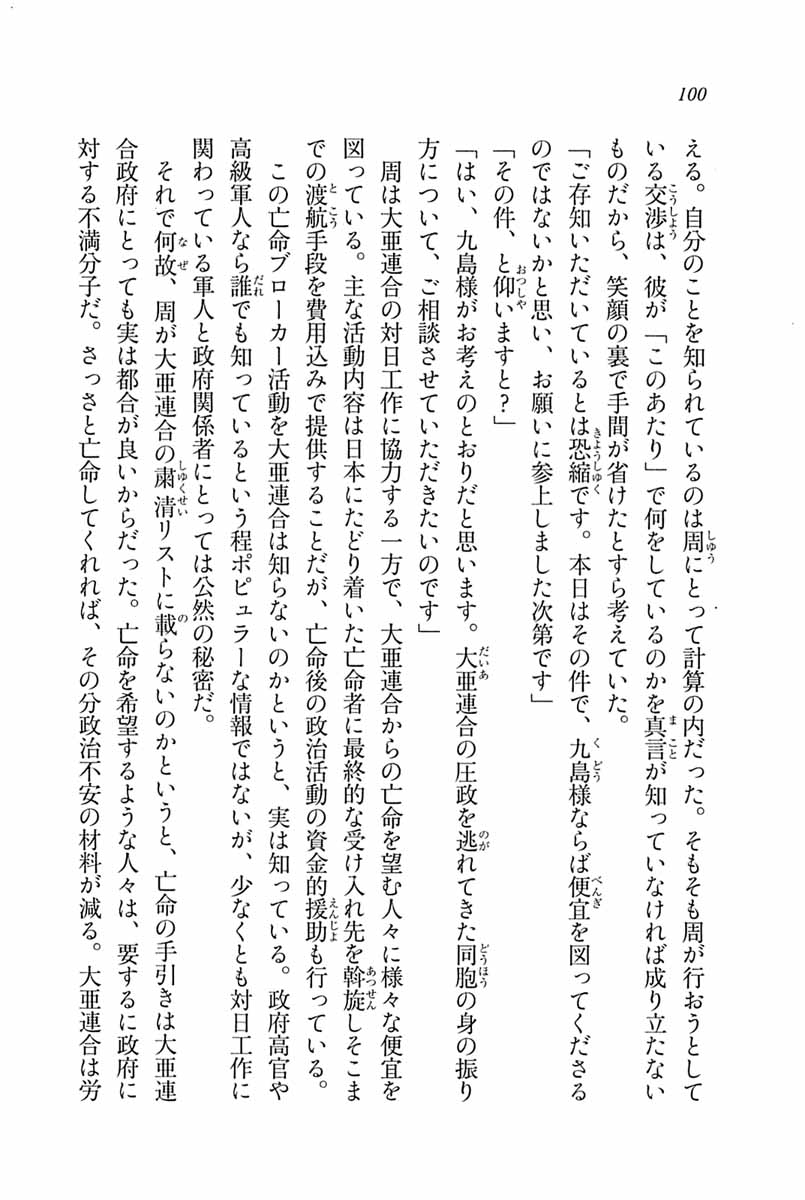 100
える。自分のことを知られているのは周にとって計算の内だった。そもそも周が行おうとして
いる交渉は、彼が「このあたり」で何をしているのかを真言が知っていなければ成り立たない
ものだから、笑顔の裏で手間が省けたとすら考えていた。
「ご存知いただいているとは恐縮です。本日はその件で、九島様ならば便宜を図ってくださる
のではないかと思い、お願いに参上しました次第です」
「その件、と仰いますと？」
「はい、九島様がお考えのとおりだと思います。大亜連合の圧政を逃れてきた同胞の身の振り
方について、ご相談させていただきたいのです」
周は大亜連合の対日工作に協力する一方で、大亜連合からの亡命を望む人々に様々な便宜を
図っている。主な活動内容は日本にたどり着いた亡命者に最終的な受け入れ先を斡旋しそこま
での渡航手段を費用込みで提供することだが、亡命後の政治活動の資金的援助も行っている。
この亡命ブローカー活動を大亜連合は知らないのかというと、実は知っている。政府高官や
高級軍人なら誰でも知っているという程ポピュラーな情報ではないが、少なくとも対日工作に
関わっている軍人と政府関係者にとっては公然の秘密だ。
それで何故、周が大亜連合の粛清リストに載らないのかというと、亡命の手引きは大亜連
合政府にとっても実は都合が良いからだった。亡命を希望するような人々は、要するに政府に
対する不満分子だ。さっさと亡命してくれれば、その分政治不安の材料が減る。大亜連合は労